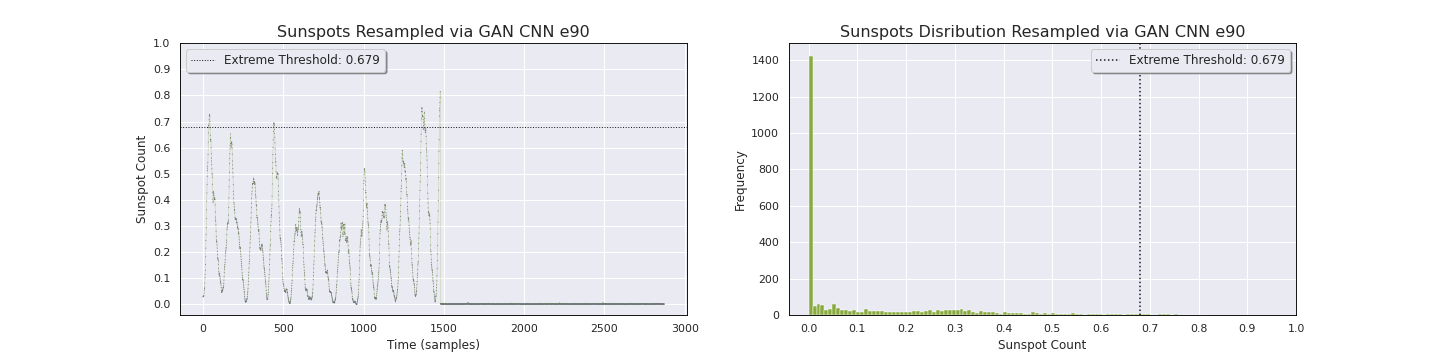 Sunspots Resampled via GAN CNN e90
Extreme Threshold: 0.679
1.0
0.9
0.8
0.7
0.6
0.5
0.4
0.3
0.2
0.1
0.0
Sunspot Count
0 500 1000 1500 2000 2500 3000
Time (samples)
Sunspots Disribution Resampled via GAN CNN e90
Extreme Threshold: 0.679
1400
1200
1000
800
600
400
200
0
Frequency
0.0 0.1 0.2 0.3 0.4 0.5 0.6 0.7 0.8 0.9 1.0
Sunspot Count